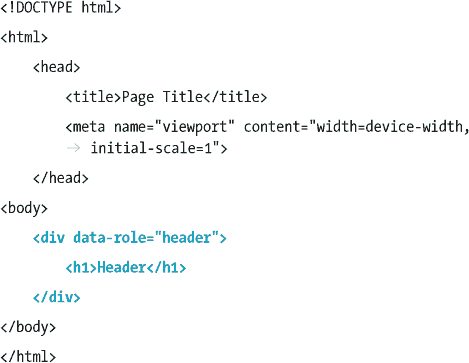 <!DOCTYPE html>
<html>
<head>
<title>Page Title</title>
<meta name="viewport" content="width=device-width,
→ initial-scale=1">
</head>
<body>
<div data-role="header">
<h1>Header</h1>
</div>
</body>
</html>